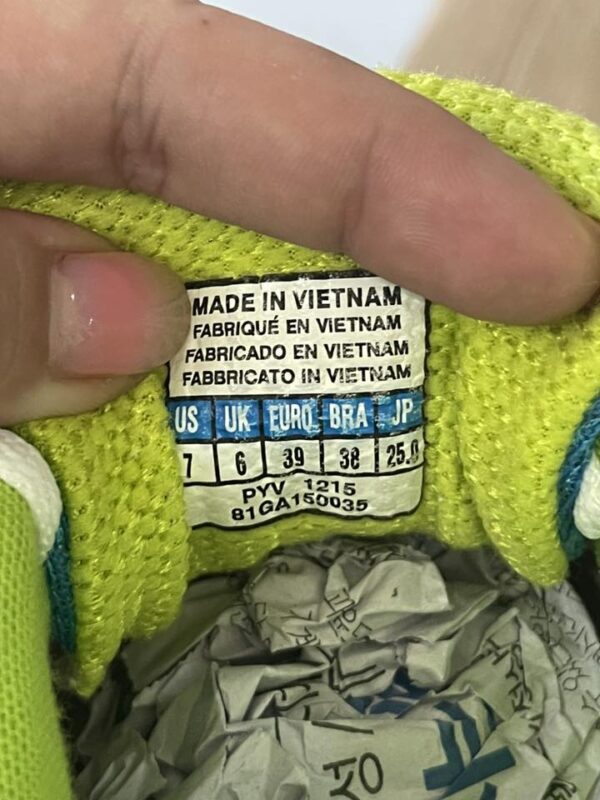 MADE IN VIETNAM
FABRIQUÉ EN VIETNAM
FABRICADO EN VIETNAM
FABBRICATO IN VIETNAM
US UK EURO BRA JP
7 6 39 38 25.0
PYV 1215
81GA150035